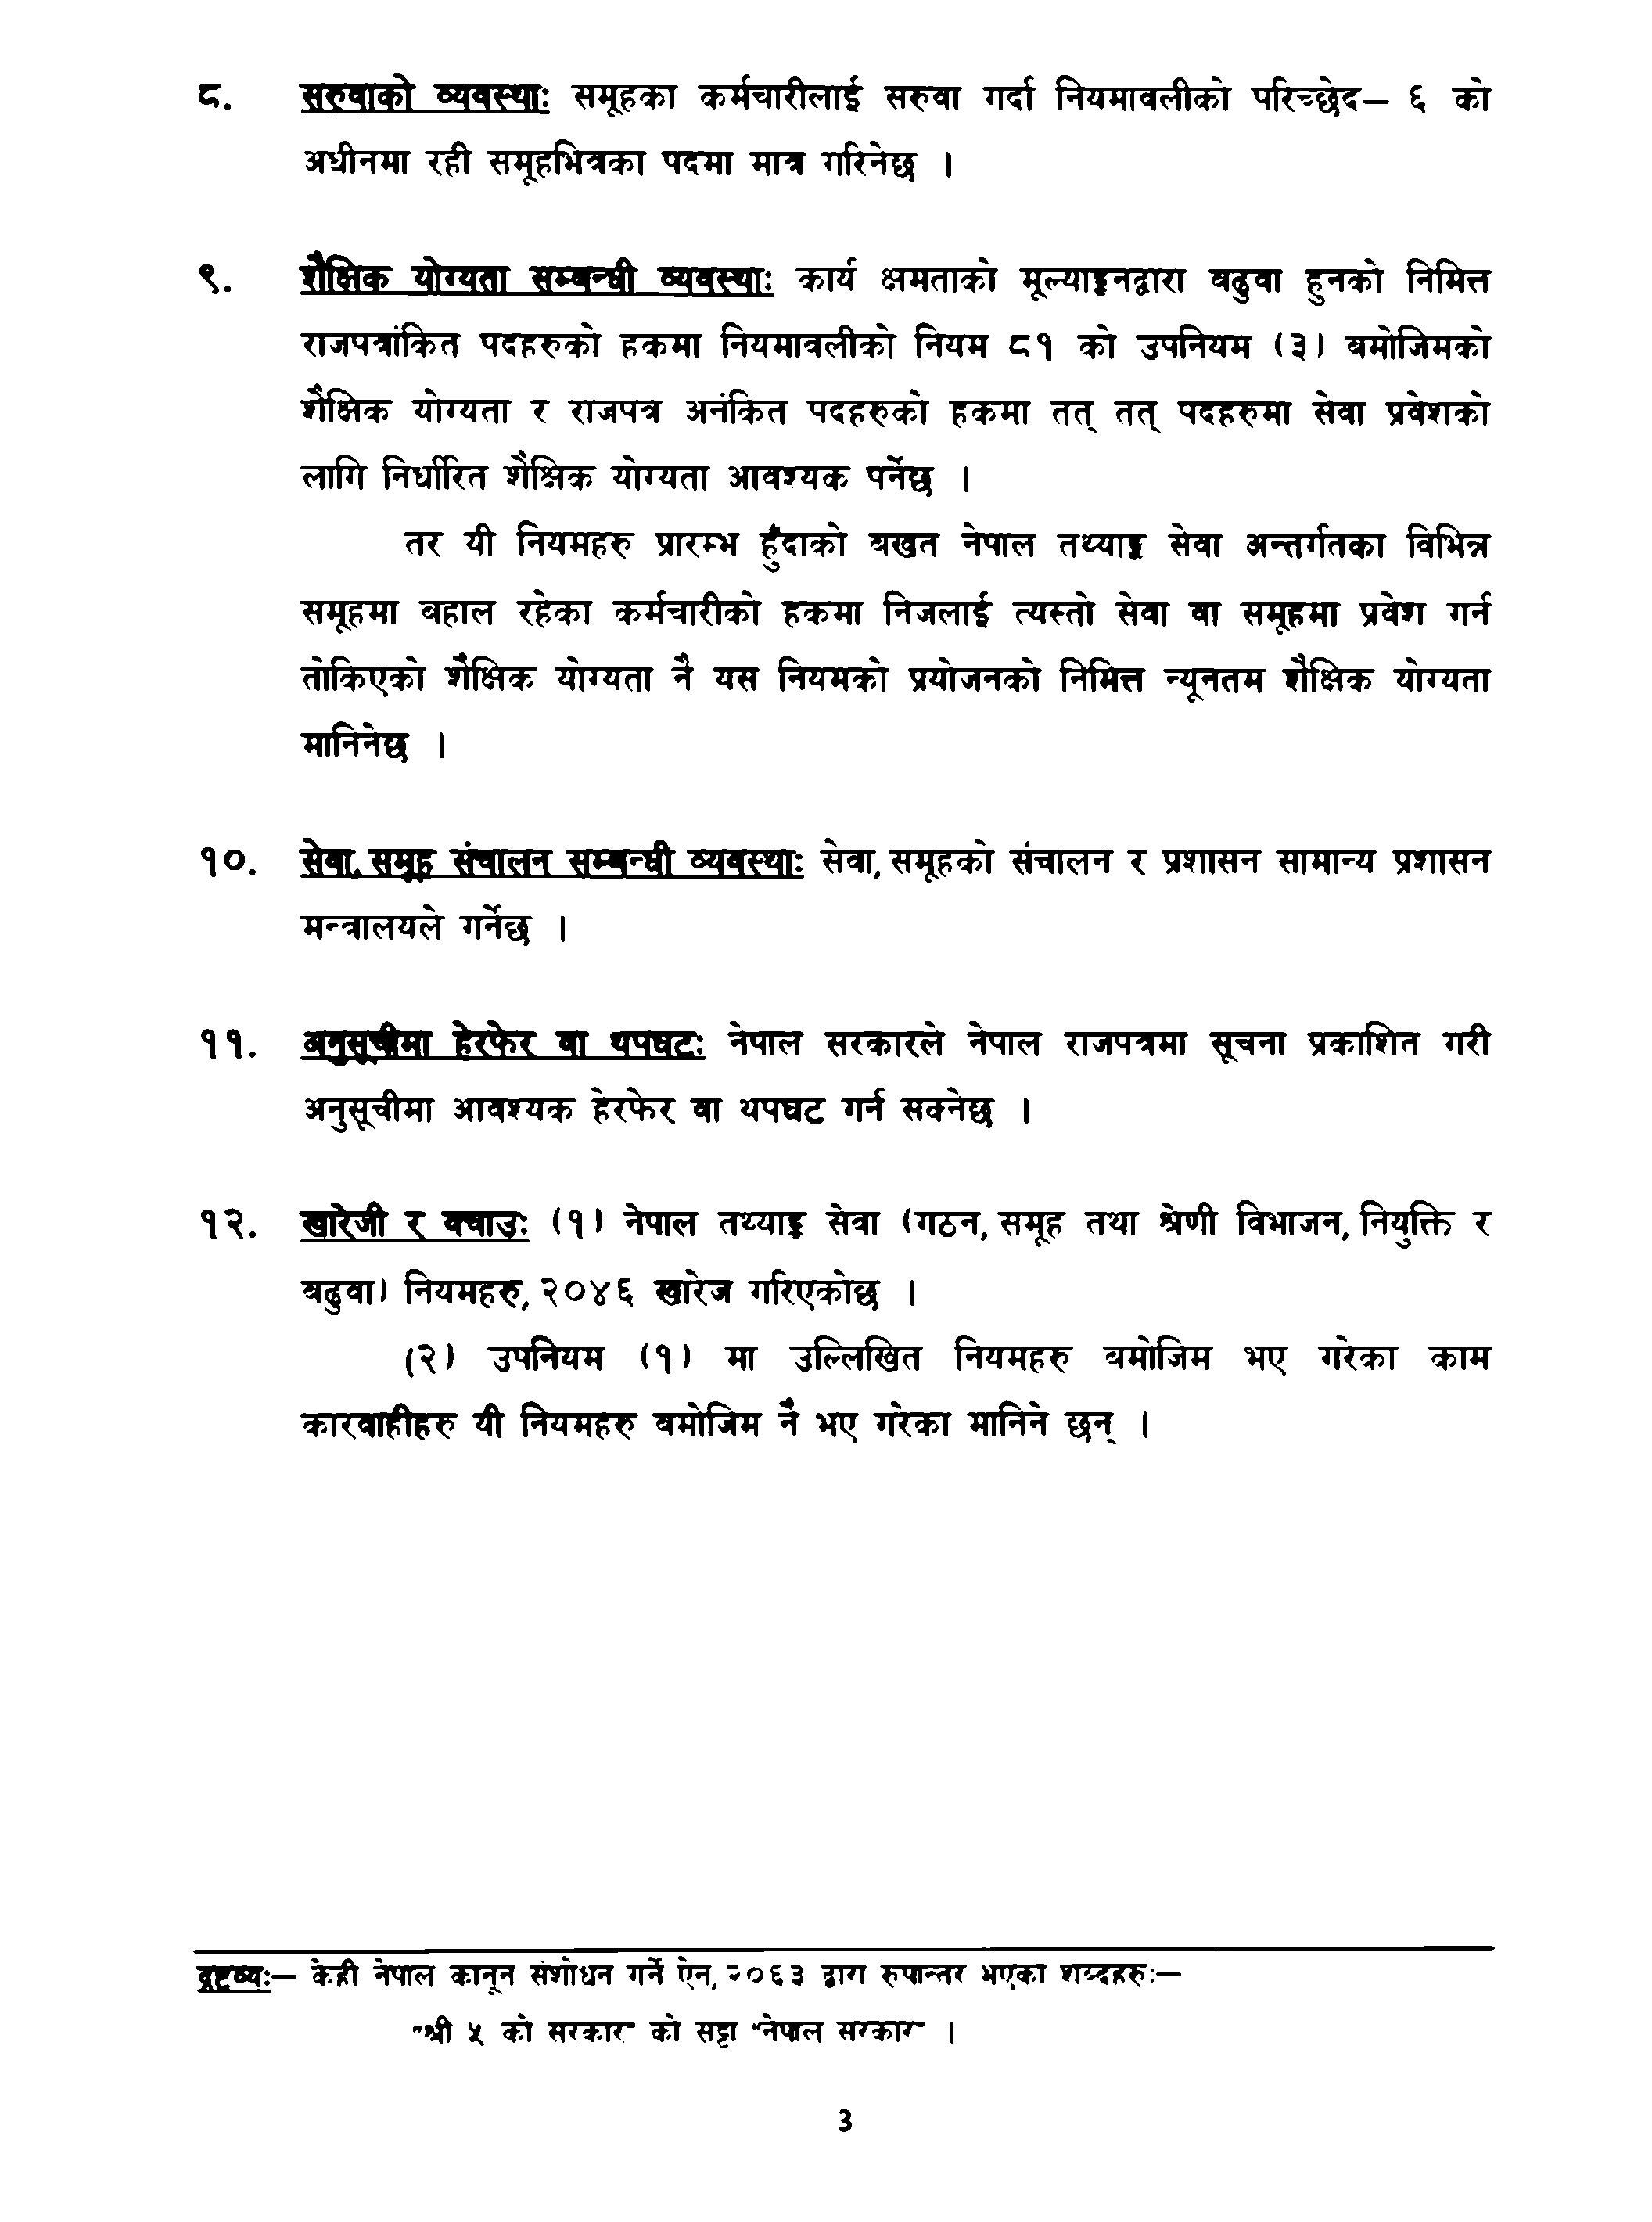 ८. सरुवाको व्यवस्थाः समूहका कर्मचारीलाई सरुवा गर्दा नियमावलीको परिच्छेद– ६ को
अधीनमा रही समूहभित्रका पदमा मात्र गरिनेछ ।
९. शैक्षिक योग्यता सम्बन्धी व्यवस्थाः कार्य क्षमताको मूल्याङ्कनद्वारा बढुवा हुनको निमित्त
राजपत्रांकित पदहरुको हकमा नियमावलीको नियम ८१ को उपनियम (३) बमोजिमको
शैक्षिक योग्यता र राजपत्र अनंकित पदहरुको हकमा तत् तत् पदहरुमा सेवा प्रवेशको
लागि निर्धारित शैक्षिक योग्यता आवश्यक पर्नेछ ।
तर यी नियमहरु प्रारम्भ हुँदाको बखत नेपाल तथ्याङ्क सेवा अन्तर्गतका विभिन्न
समूहमा बहाल रहेका कर्मचारीको हकमा निजलाई त्यस्तो सेवा वा समूहमा प्रवेश गर्न
तोकिएको शैक्षिक योग्यता नै यस नियमको प्रयोजनको निमित्त न्यूनतम शैक्षिक योग्यता
मानिनेछ ।
१०. सेवा, समूह संचालन सम्बन्धी व्यवस्थाः सेवा, समूहको संचालन र प्रशासन सामान्य प्रशासन
मन्त्रालयले गर्नेछ ।
११. अनुसूचीमा हेरफेर वा थपघटः नेपाल सरकारले नेपाल राजपत्रमा सूचना प्रकाशित गरी
अनुसूचीमा आवश्यक हेरफेर वा थपघट गर्न सक्नेछ ।
१२. खारेजी र बचाउः (१) नेपाल तथ्याङ्क सेवा (गठन, समूह तथा श्रेणी विभाजन, नियुक्ति र
बढुवा) नियमहरु, २०४६ खारेज गरिएकोछ ।
(२) उपनियम (१) मा उल्लिखित नियमहरु बमोजिम भए गरेका काम
कारवाहीहरु यी नियमहरु बमोजिम नै भए गरेका मानिने छन् ।
द्रष्टव्यः– केही नेपाल कानून संशोधन गर्ने ऐन, २०६३ द्वारा रुपान्तर भएका शब्दहरुः–
"श्री ५ को सरकार" को सट्टा "नेपाल सरकार" ।
3